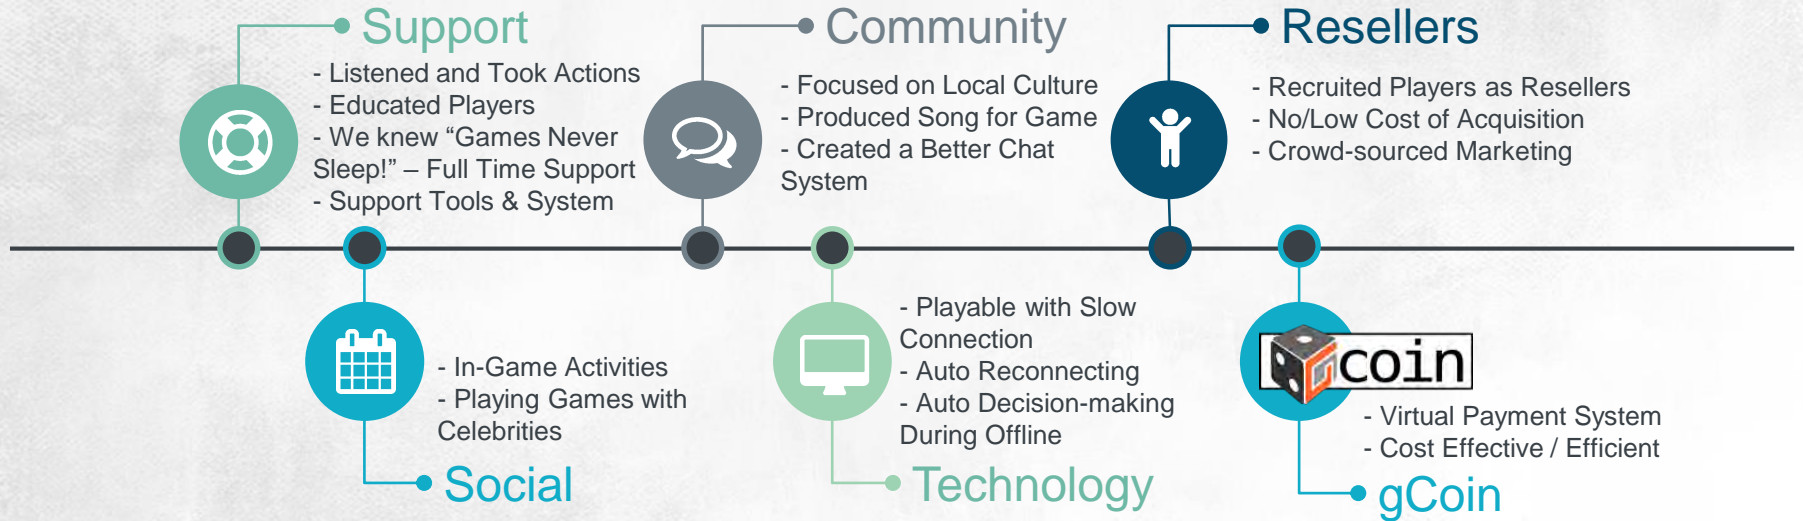 Support
- Listened and Took Actions
- Educated Players
- We knew “Games Never
Sleep!” – Full Time Support
- Support Tools & System
Community
- Focused on Local Culture
- Produced Song for Game
- Created a Better Chat
System
Resellers
- Recruited Players as Resellers
- No/Low Cost of Acquisition
- Crowd-sourced Marketing
- In-Game Activities
- Playing Games with
Celebrities
Social
- Playable with Slow
Connection
- Auto Reconnecting
- Auto Decision-making
During Offline
Technology
Gcoin
- Virtual Payment System
- Cost Effective / Efficient
gCoin